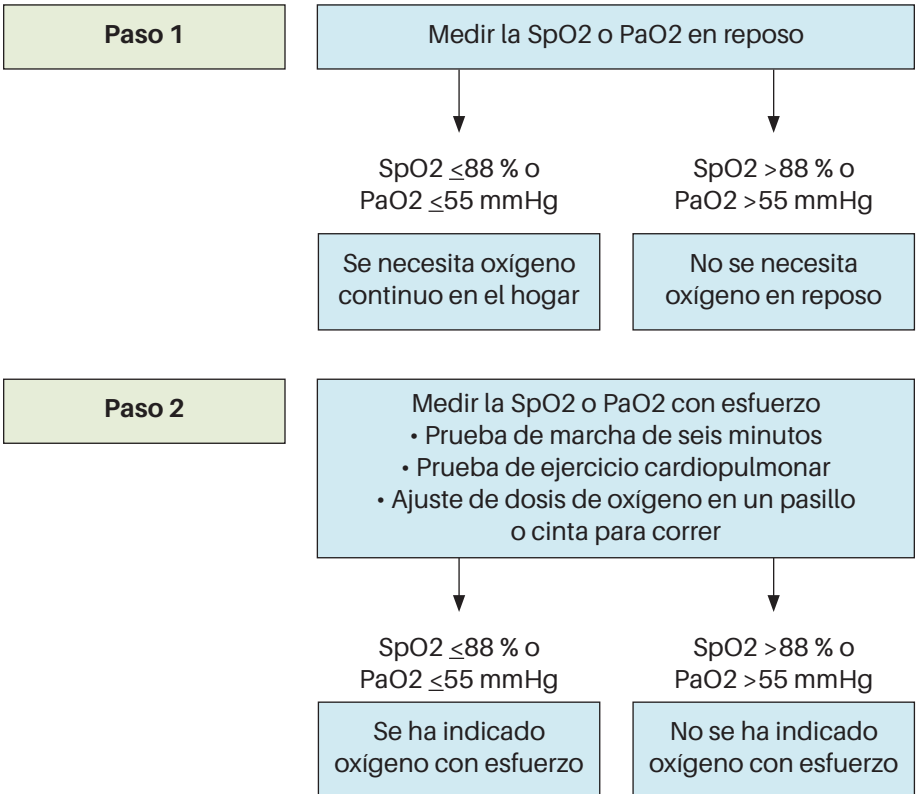 Paso 1
Medir la SpO2 o PaO2 en reposo
SpO2 ≤88 % o
PaO2 ≤55 mmHg
SpO2 >88 % o
PaO2 >55 mmHg
Se necesita oxígeno
continuo en el hogar
No se necesita
oxígeno en reposo
Paso 2
Medir la SpO2 o PaO2 con esfuerzo
• Prueba de marcha de seis minutos
• Prueba de ejercicio cardiopulmonar
• Ajuste de dosis de oxígeno en un pasillo
o cinta para correr
SpO2 ≤88 % o
PaO2 ≤55 mmHg
SpO2 >88 % o
PaO2 >55 mmHg
Se ha indicado
oxígeno con esfuerzo
No se ha indicado
oxígeno con esfuerzo